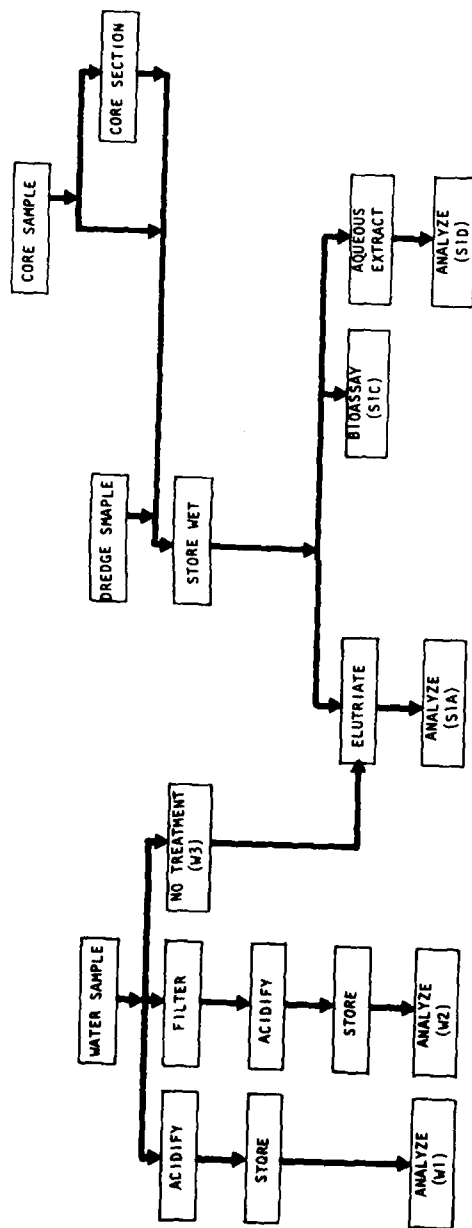 WATER SAMPLE
DREDGE SMAPLE
CORE SAMPLE
CORE SECTION
ACIDIFY
FILTER
NO TREATMENT
(W3)
STORE WET
STORE
ACIDIFY
STORE
ELUTRIATE
BIOASSAY
(S1C)
AQUEOUS
EXTRACT
ANALYZE
(W1)
ANALYZE
(W2)
ANALYZE
(S1A)
ANALYZE
(S1D)